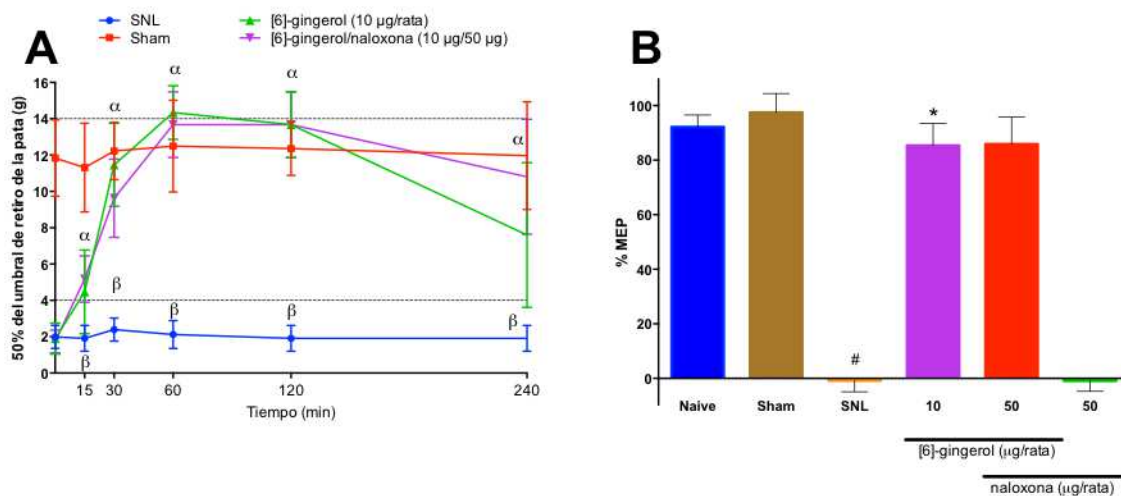 SNL
[6]-gingerol (10 µg/rata)
Sham
[6]-gingerol/naloxona (10 µg/50 µg)
A
50% del umbral de retiro de la pata (g)
16
14
12
10
8
6
4
2
0
α
α
α
α
α
β
β
β
β
β
15
30
60
120
240
Tiempo (min)
B
% MEP
100
80
60
40
20
0
#
*
Naive
Sham
SNL
10
50
50
[6]-gingerol (µg/rata)
naloxona (µg/rata)